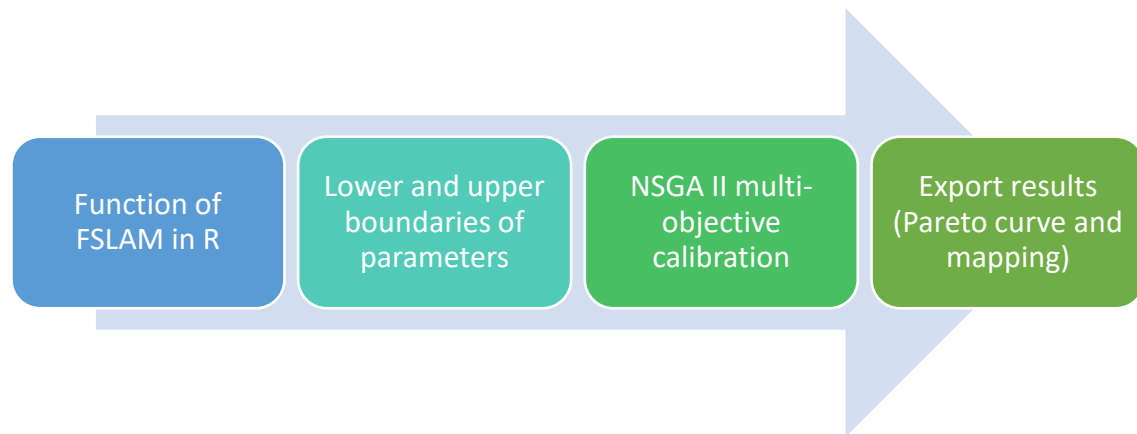 Function of
FSLAM in R
Lower and upper
boundaries of
parameters
NSGA II multi-
objective
calibration
Export results
(Pareto curve and
mapping)